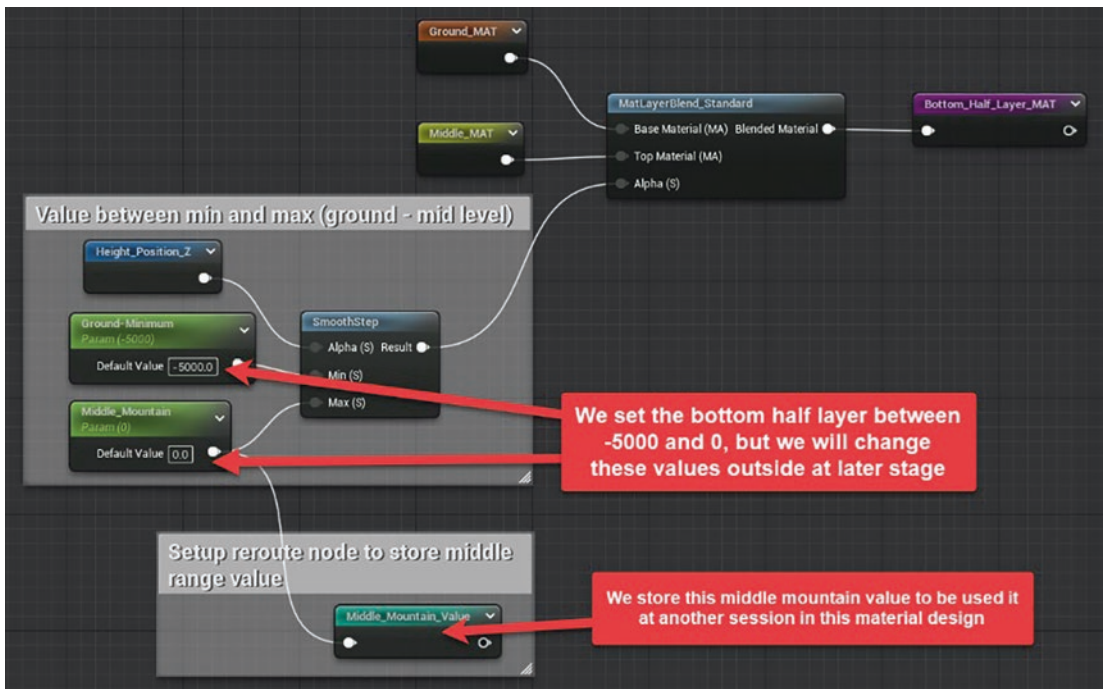 Ground_MAT
MatLayerBlend_Standard
Base Material (MA) Blended Material
Top Material (MA)
Alpha (S)
Bottom_Half_Layer_MAT
Middle_MAT
Value between min and max (ground - mid level)
Height_Position_Z
Ground-Minimum
Param (-5000)
Default Value -5000.0
SmoothStep
Alpha (S) Result
Min (S)
Max (S)
Middle_Mountain
Param (0)
Default Value 0.0
We set the bottom half layer between
-5000 and 0, but we will change
these values outside at later stage
Setup reroute node to store middle
range value
Middle_Mountain_Value
We store this middle mountain value to be used it
at another session in this material design